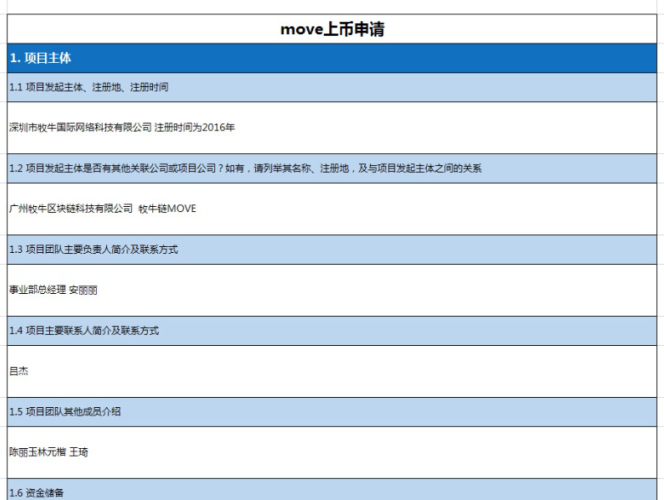 move上币申请
1. 项目主体
1.1 项目发起主体、注册地、注册时间
深圳市牧牛国际网络科技有限公司 注册时间为2016年
1.2 项目发起主体是否有其他关联公司或项目公司？如有，请列举其名称、注册地，及与项目发起主体之间的关系
广州牧牛区块链科技有限公司 牧牛链MOVE
1.3 项目团队主要负责人简介及联系方式
事业部总经理 安丽丽
1.4 项目主要联系人简介及联系方式
吕杰
1.5 项目团队其他成员介绍
陈丽玉林元楷 王琦
1.6 资金储备